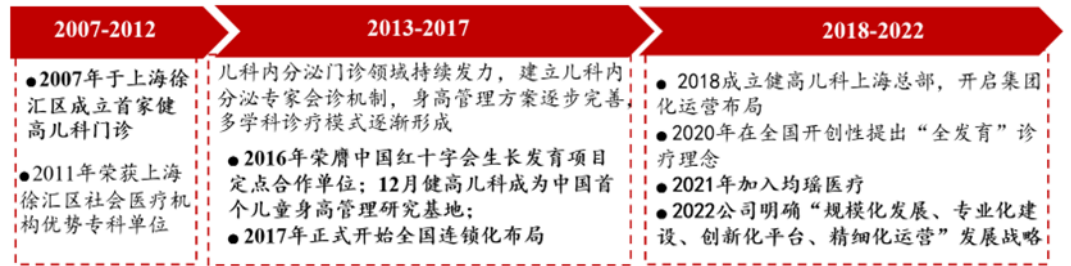 2007-2012
●2007年于上海徐
汇区成立首家健
高儿科门诊
●2011年荣获上海
徐汇区社会医疗机
构优势专科单位
2013-2017
儿科内分泌门诊领域持续发力，建立儿科内
分泌专家会诊机制，身高管理方案逐步完善，
多学科诊疗模式逐渐形成
●2016年荣膺中国红十字会生长发育项目
定点合作单位；12月健高儿科成为中国首
个儿童身高管理研究基地；
●2017年正式开始全国连锁化布局
2018-2022
● 2018成立健高儿科上海总部，开启集团
化运营布局
●2020年在全国开创性提出“全发育”诊
疗理念
●2021年加入均瑶医疗
●2022公司明确“规模化发展、专业化建
设、创新化平台、精细化运营”发展战略